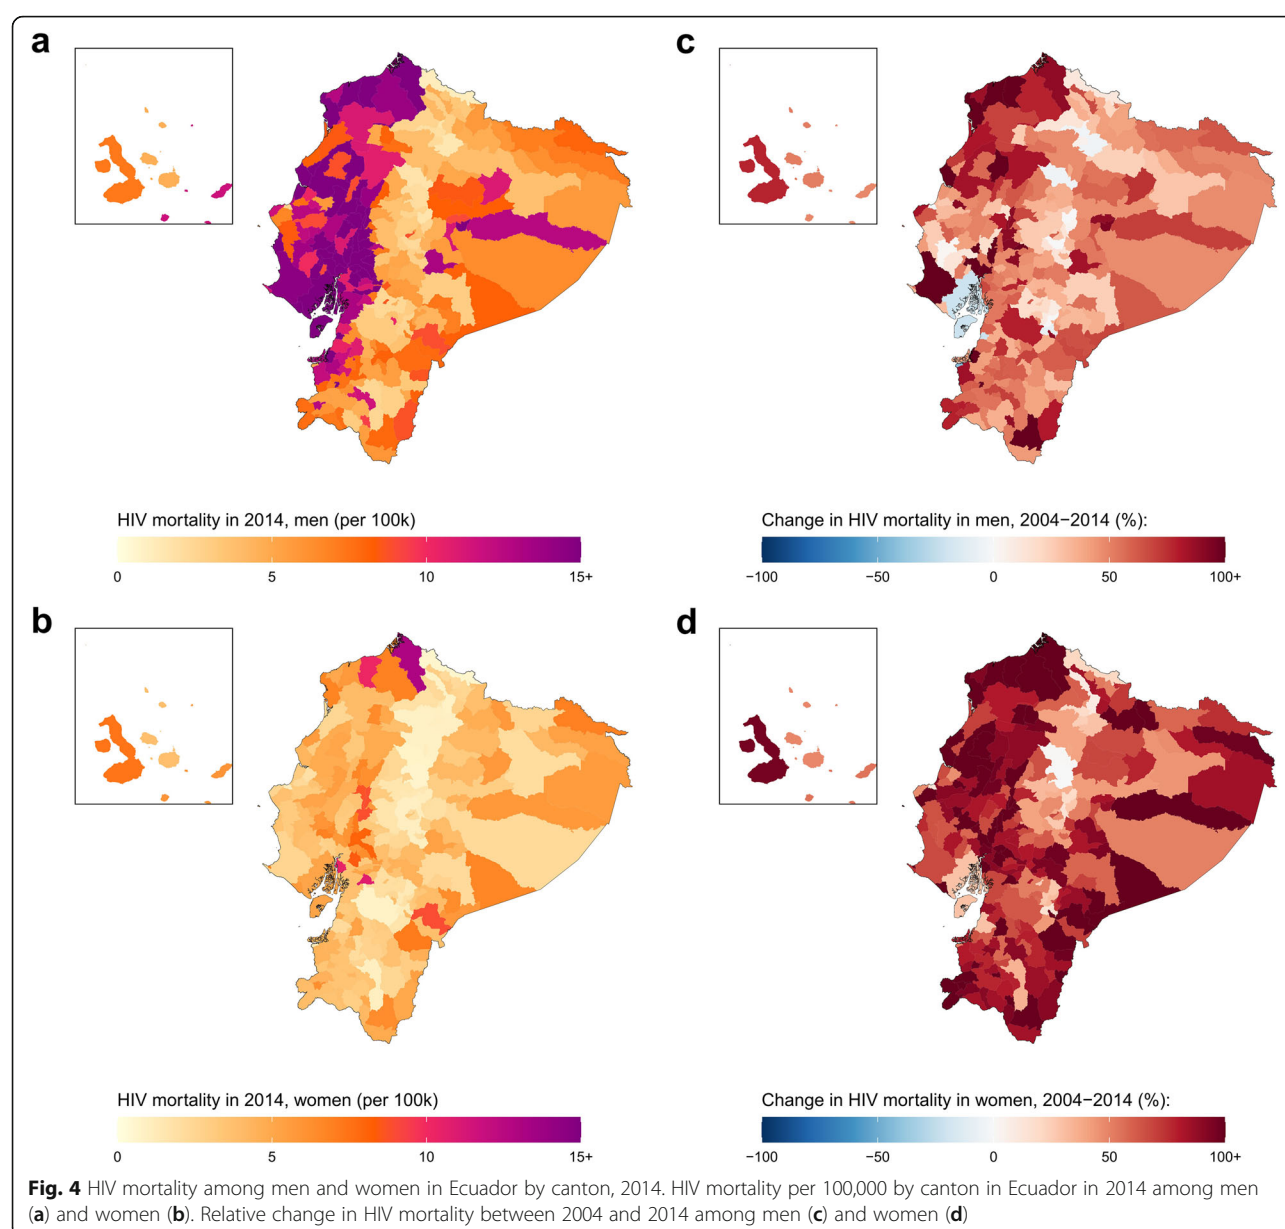 a
c
HIV mortality in 2014, men (per 100k)
0 5 10 15+
Change in HIV mortality in men, 2004−2014 (%):
−100 −50 0 50 100+
b
d
HIV mortality in 2014, women (per 100k)
0 5 10 15+
Change in HIV mortality in women, 2004−2014 (%):
−100 −50 0 50 100+
Fig. 4 HIV mortality among men and women in Ecuador by canton, 2014. HIV mortality per 100,000 by canton in Ecuador in 2014 among men
(a) and women (b). Relative change in HIV mortality between 2004 and 2014 among men (c) and women (d)